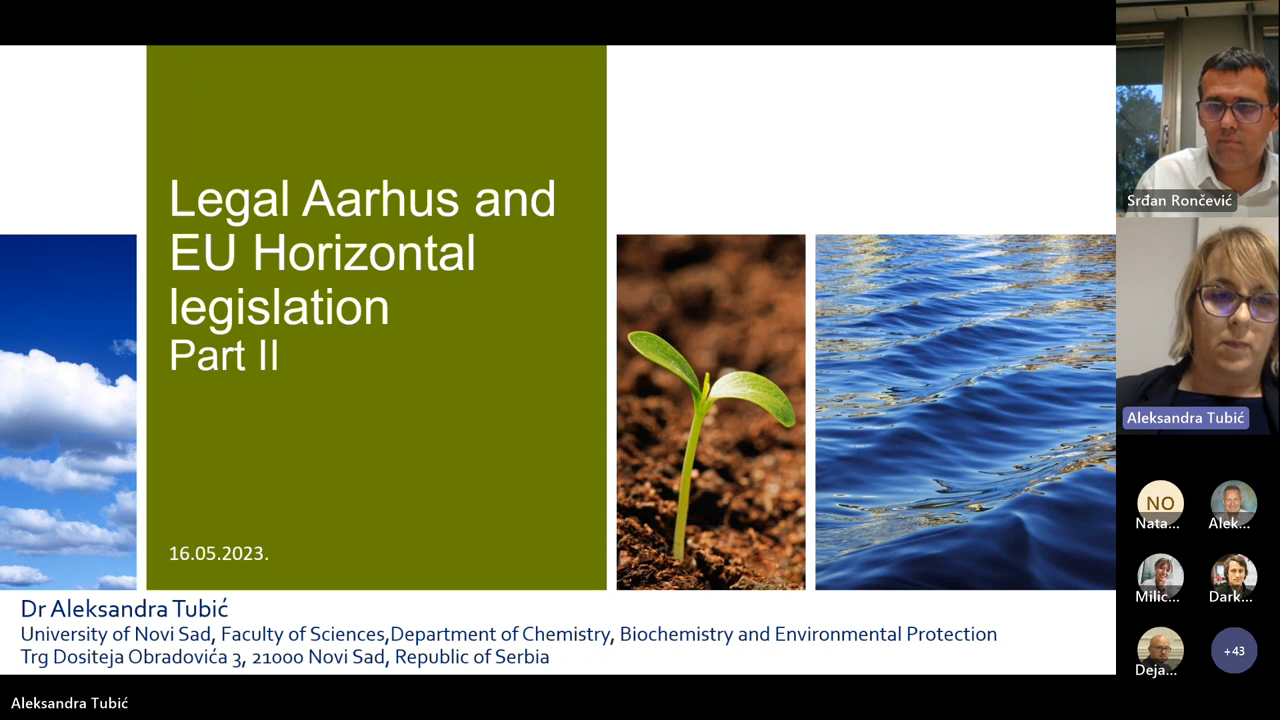 Legal Aarhus and
EU Horizontal
legislation
Part II
16.05.2023.
Dr Aleksandra Tubić
University of Novi Sad, Faculty of Sciences,Department of Chemistry, Biochemistry and Environmental Protection
Trg Dositeja Obradovića 3, 21000 Novi Sad, Republic of Serbia
Aleksandra Tubić
Srđan Rončević
Aleksandra Tubić
NO
Nata...
Alek...
Milic...
Dark...
Deja...
+43